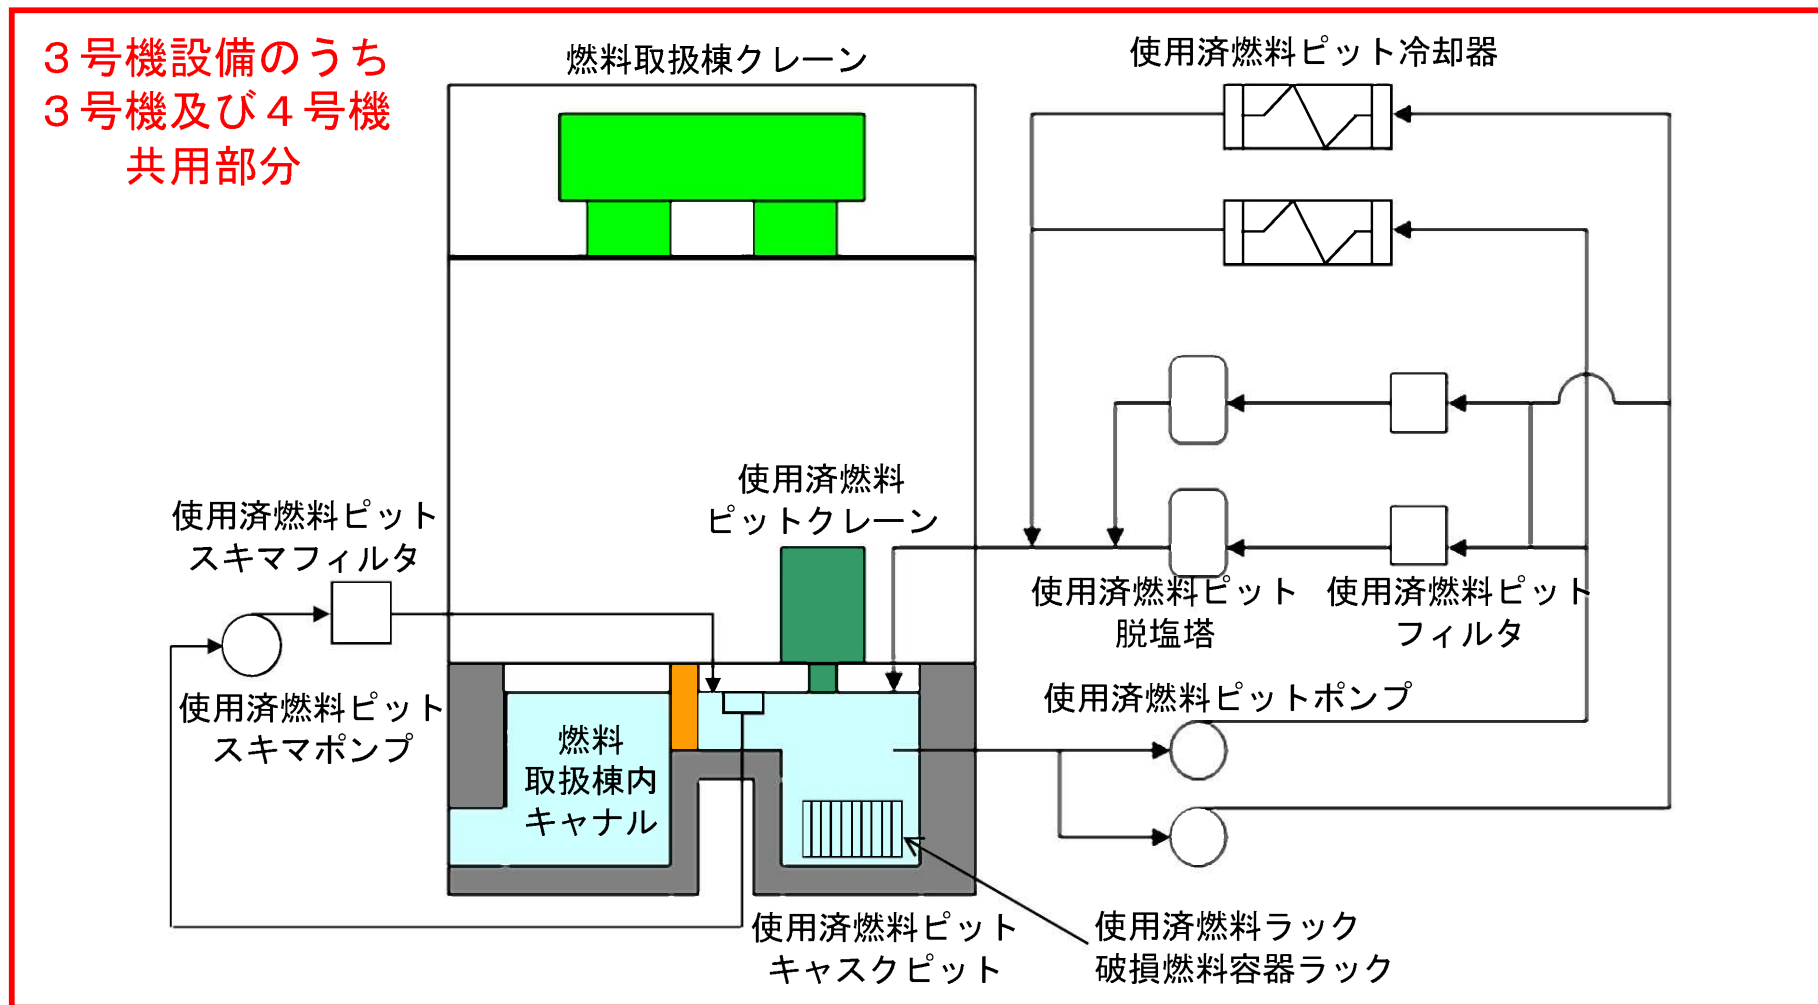 ３号機設備のうち
３号機及び４号機
共用部分
燃料取扱棟クレーン
使用済燃料ピット冷却器
使用済燃料
ピットクレーン
使用済燃料ピット
スキマフィルタ
使用済燃料ピット
脱塩塔
使用済燃料ピット
フィルタ
使用済燃料ピット
スキマポンプ
使用済燃料ピットポンプ
燃料
取扱棟内
キャナル
使用済燃料ピット
キャスクピット
使用済燃料ラック
破損燃料容器ラック